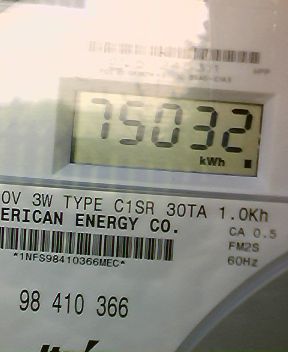 75032
kWh
0V 3W TYPE C1SR 30TA 1.0Kh
ERICAN ENERGY CO.
CA 0.5
FM2S
*1NFS98410366MEC*
60Hz
98 410 366